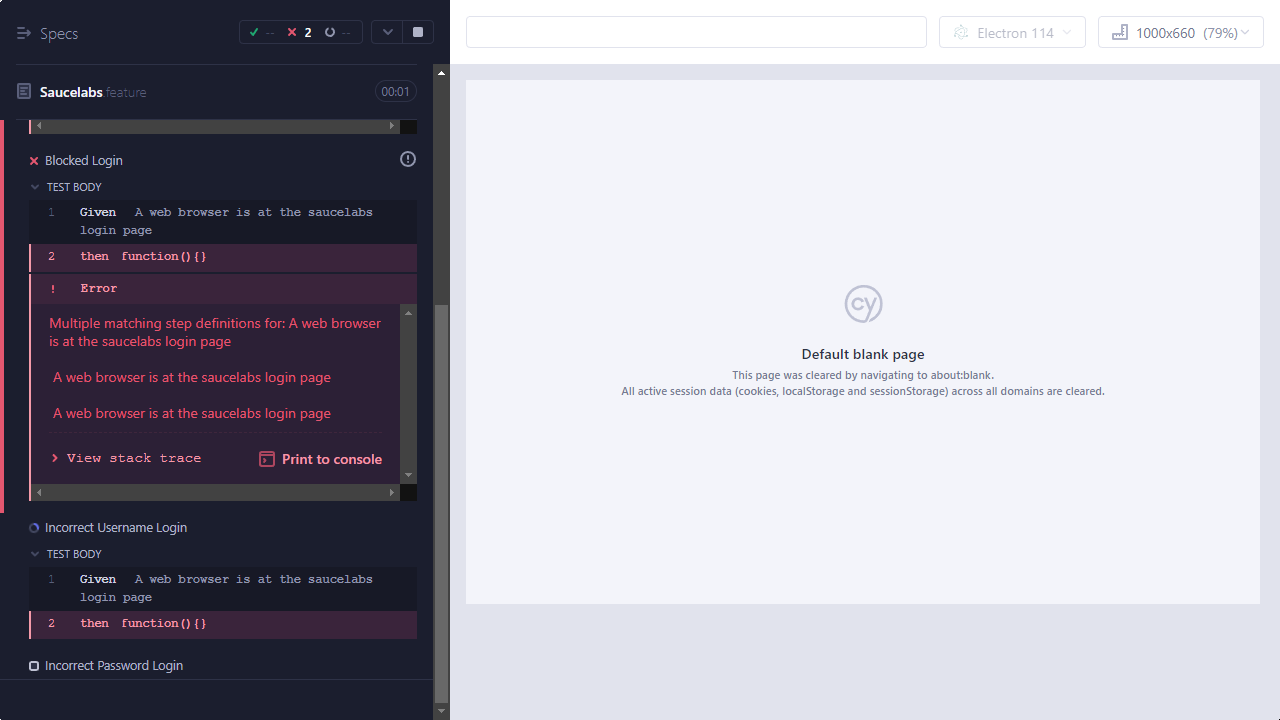 Specs
--
2
--
Electron 114
1000x660 (79%)
Saucelabs.feature
00:01
Blocked Login
TEST BODY
1 Given A web browser is at the saucelabs
login page
2 then function(){}
! Error
Multiple matching step definitions for: A web browser
is at the saucelabs login page
A web browser is at the saucelabs login page
A web browser is at the saucelabs login page
View stack trace
Print to console
Incorrect Username Login
TEST BODY
1 Given A web browser is at the saucelabs
login page
2 then function(){}
Incorrect Password Login
cy
Default blank page
This page was cleared by navigating to about:blank.
All active session data (cookies, localStorage and sessionStorage) across all domains are cleared.